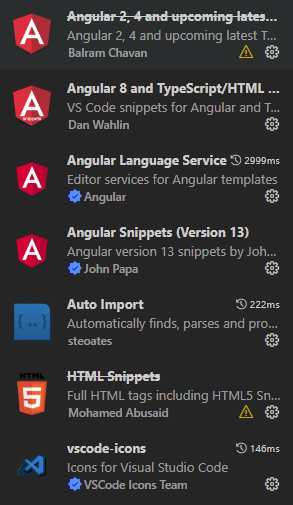 Angular 2, 4 and upcoming lates...
Angular 2, 4 and upcoming latest T...
Balram Chavan
Angular 8 and TypeScript/HTML ...
VS Code snippets for Angular and T...
Dan Wahlin
Angular Language Service 2999ms
Editor services for Angular templates
Angular
Angular Snippets (Version 13)
Angular version 13 snippets by Joh...
John Papa
Auto Import 222ms
Automatically finds, parses and pro...
steoates
HTML Snippets
Full HTML tags including HTML5 Sn...
Mohamed Abusaid
vscode-icons 146ms
Icons for Visual Studio Code
VSCode Icons Team